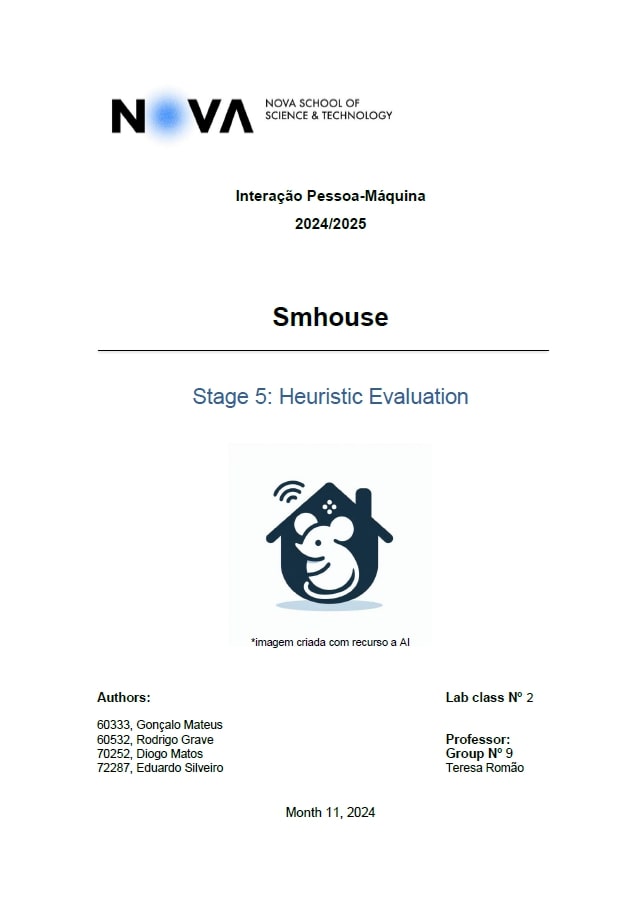 NOVA
NOVA SCHOOL OF
SCIENCE & TECHNOLOGY
Interação Pessoa-Máquina
2024/2025
Smhouse
Stage 5: Heuristic Evaluation
*imagem criada com recurso a AI
Authors:
60333, Gonçalo Mateus
60532, Rodrigo Grave
70252, Diogo Matos
72287, Eduardo Silveiro
Lab class Nº 2
Professor:
Group Nº 9
Teresa Romão
Month 11, 2024